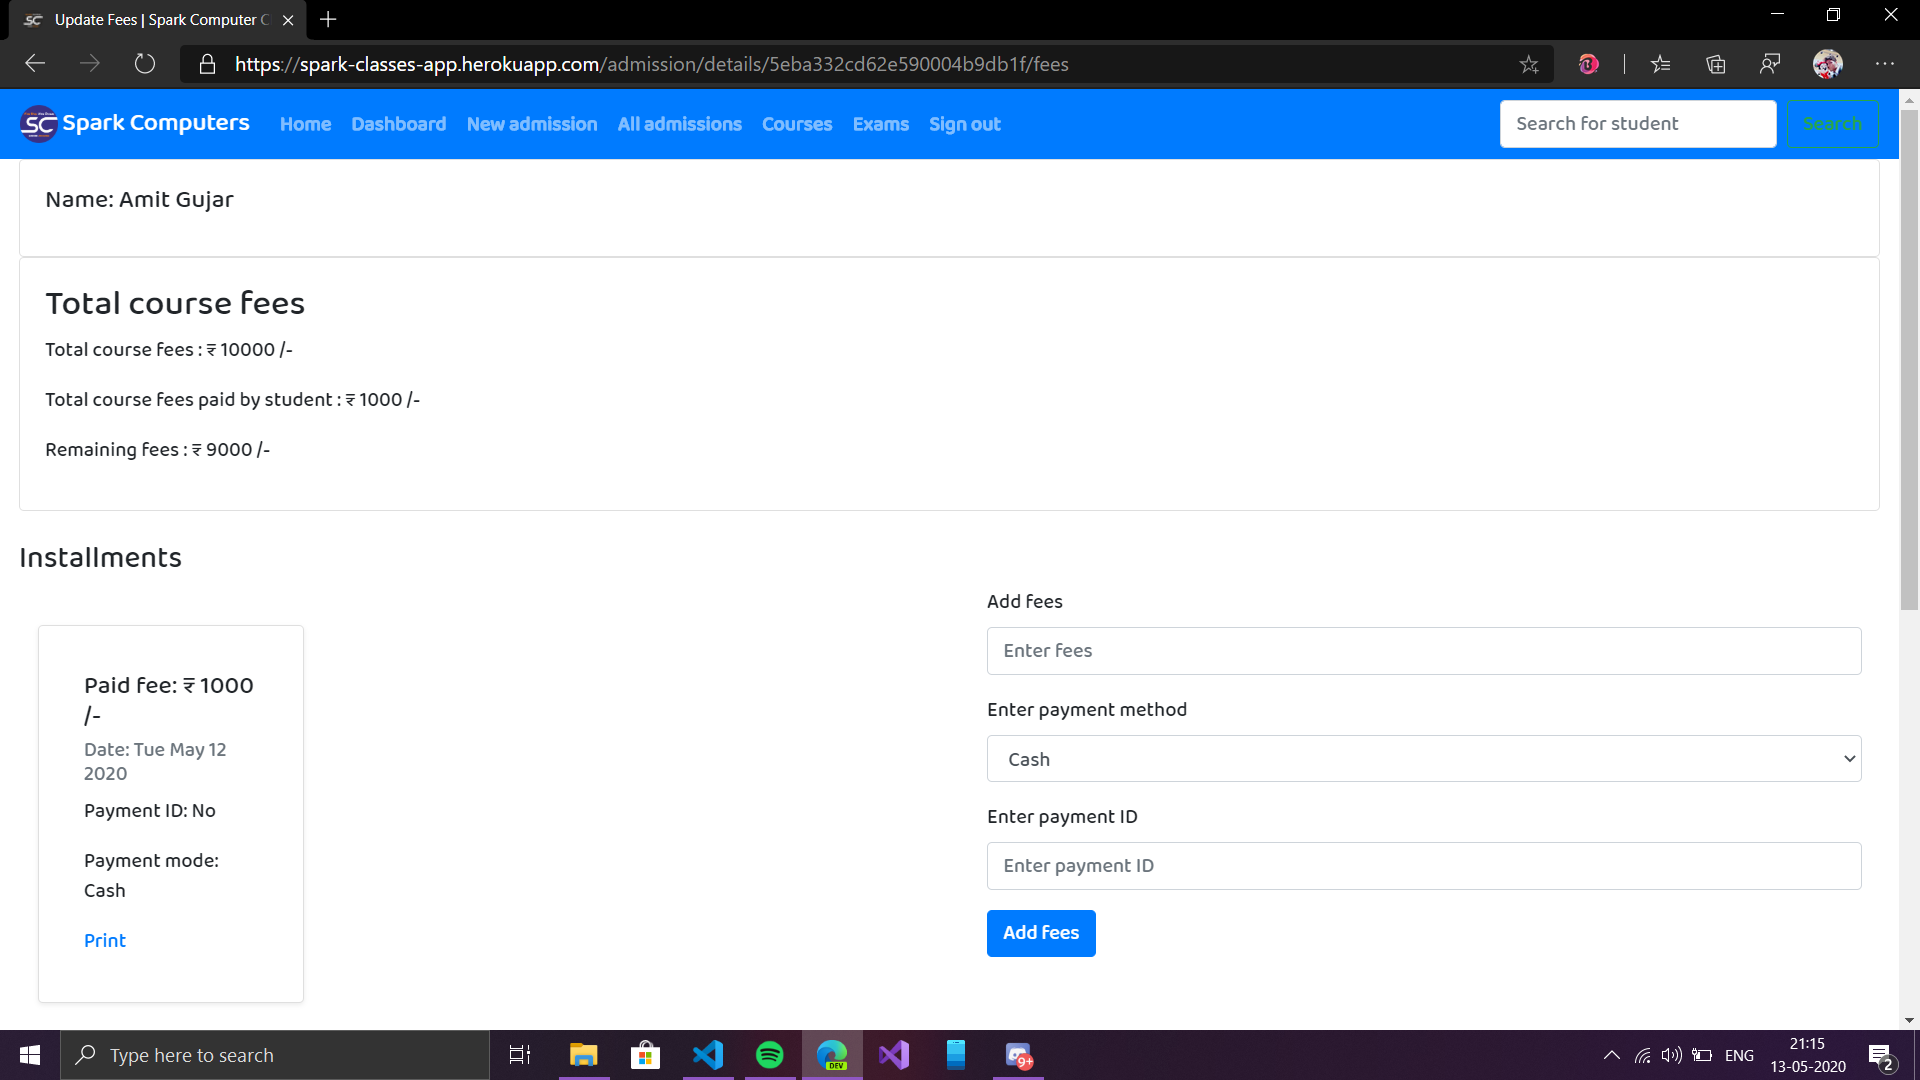 Update Fees | Spark Computer C
https://spark-classes-app.herokuapp.com/admission/details/5eba332cd62e590004b9db1f/fees
SC Spark Computers Home Dashboard New admission All admissions Courses Exams Sign out Search for student Search
Name: Amit Gujar
Total course fees
Total course fees : ₹ 10000 /-
Total course fees paid by student : ₹ 1000 /-
Remaining fees : ₹ 9000 /-
Installments
Paid fee: ₹ 1000
/-
Date: Tue May 12
2020
Payment ID: No
Payment mode:
Cash
Print
Add fees
Enter fees
Enter payment method
Cash
Enter payment ID
Enter payment ID
Add fees
Type here to search
DEV
9+
ENG
21:15
13-05-2020
2